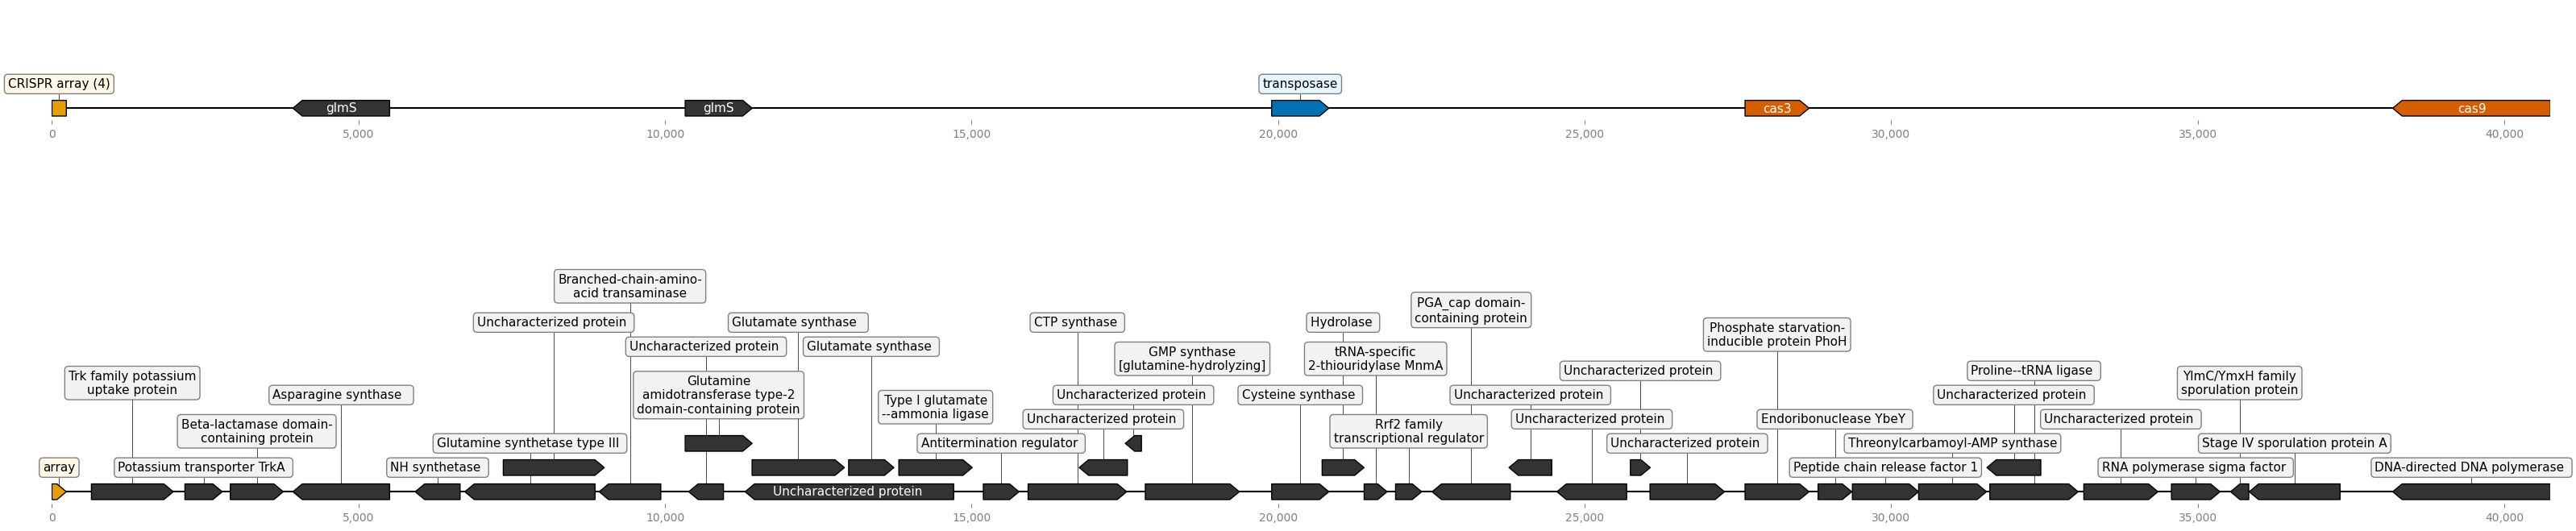 CRISPR array (4)
transposase
glmS
glmS
cas3
cas9
0
5,000
10,000
15,000
20,000
25,000
30,000
35,000
40,000
Branched-chain-amino-
acid transaminase
PGA_cap domain-
containing protein
Uncharacterized protein
Glutamate synthase
CTP synthase
Hydrolase
Phosphate starvation-
inducible protein PhoH
Uncharacterized protein
Glutamate synthase
GMP synthase
[glutamine-hydrolyzing]
tRNA-specific
2-thiouridylase MnmA
Uncharacterized protein
Proline--tRNA ligase
Trk family potassium
uptake protein
YlmC/YmxH family
sporulation protein
Asparagine synthase
Glutamine
amidotransferase type-2
domain-containing protein
Type I glutamate
--ammonia ligase
Uncharacterized protein
Cysteine synthase
Uncharacterized protein
Uncharacterized protein
Beta-lactamase domain-
containing protein
Uncharacterized protein
Rrf2 family
transcriptional regulator
Uncharacterized protein
Endoribonuclease YbeY
Uncharacterized protein
Glutamine synthetase type III
Antitermination regulator
Uncharacterized protein
Threonylcarbamoyl-AMP synthase
Stage IV sporulation protein A
array
Potassium transporter TrkA
NH synthetase
Peptide chain release factor 1
RNA polymerase sigma factor
DNA-directed DNA polymerase
Uncharacterized protein
0
5,000
10,000
15,000
20,000
25,000
30,000
35,000
40,000